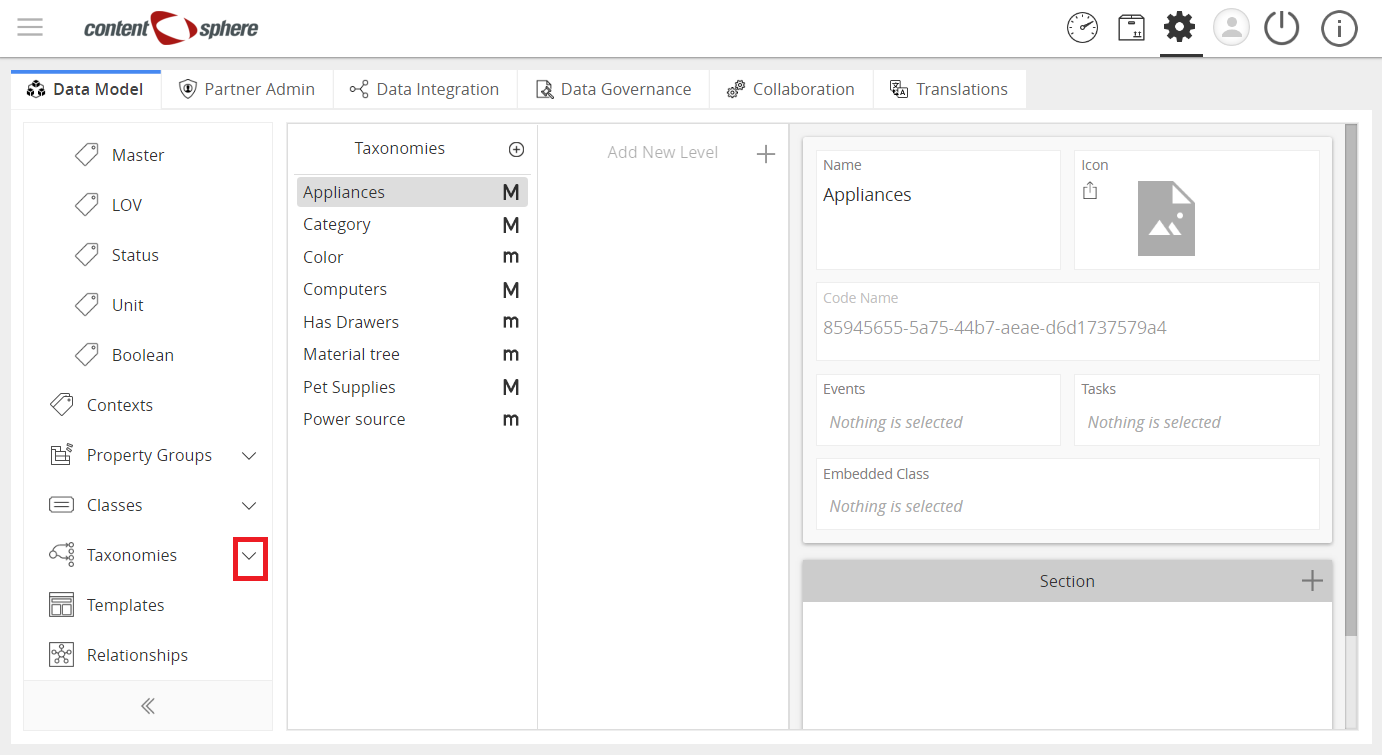 content sphere
Data Model
Partner Admin
Data Integration
Data Governance
Collaboration
Translations
Master
LOV
Status
Unit
Boolean
Contexts
Property Groups
Classes
Taxonomies
Templates
Relationships
Taxonomies
Appliances M
Category M
Color m
Computers M
Has Drawers m
Material tree m
Pet Supplies M
Power source m
Add New Level
Name
Appliances
Icon
Code Name
85945655-5a75-44b7-aeae-d6d1737579a4
Events
Nothing is selected
Tasks
Nothing is selected
Embedded Class
Nothing is selected
Section